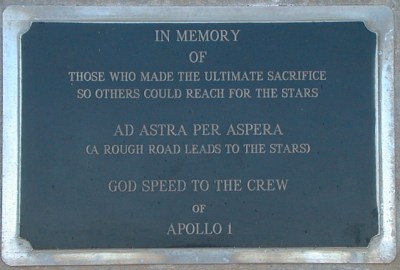 IN MEMORY
OF
THOSE WHO MADE THE ULTIMATE SACRIFICE
SO OTHERS COULD REACH FOR THE STARS
AD ASTRA PER ASPERA
(A ROUGH ROAD LEADS TO THE STARS)
GOD SPEED TO THE CREW
OF
APOLLO 1